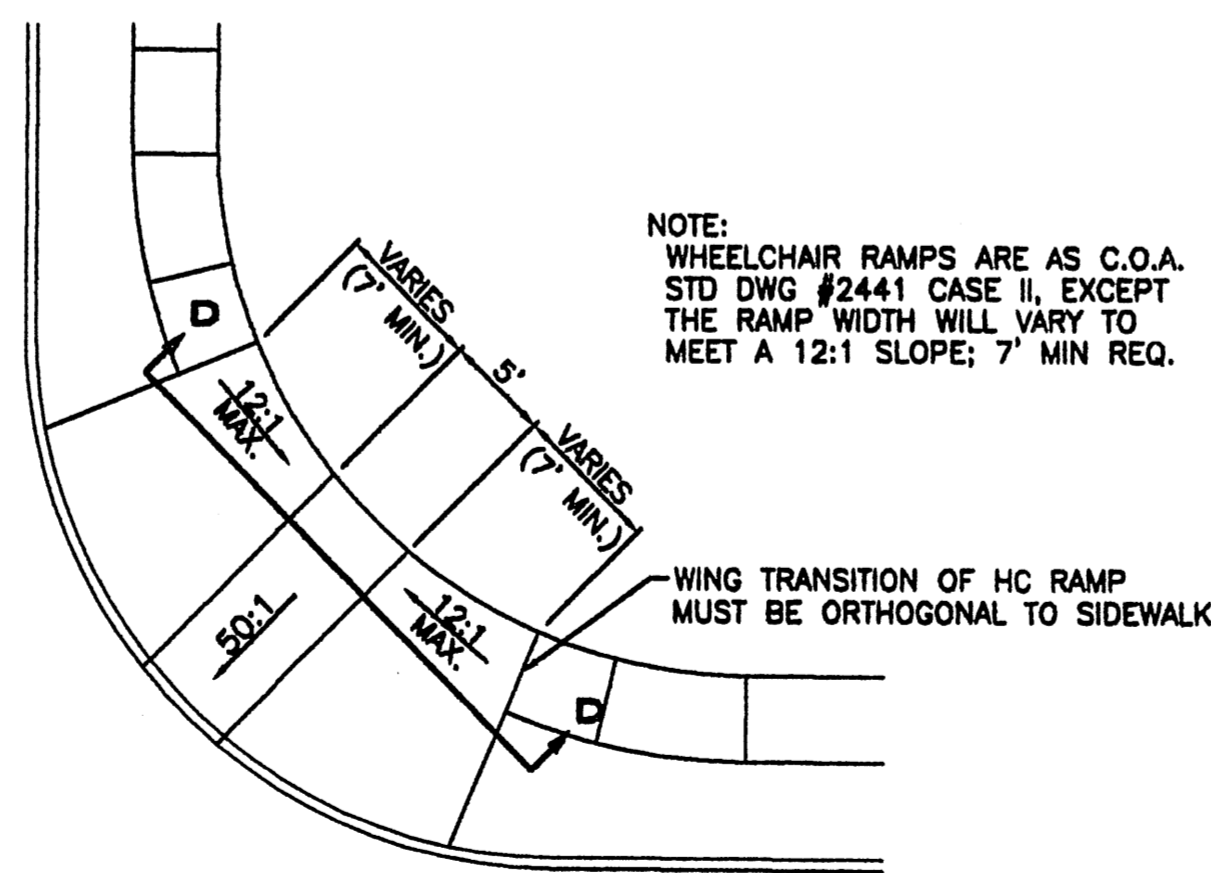 NOTE:
WHEELCHAIR RAMPS ARE AS C.O.A.
STD DWG #2441 CASE II, EXCEPT
THE RAMP WIDTH WILL VARY TO
MEET A 12:1 SLOPE; 7' MIN REQ.
VARIES
(7' MIN.)
5'
VARIES
(7' MIN.)
D
12:1
MAX.
50:1
12:1
MAX.
D
WING TRANSITION OF HC RAMP
MUST BE ORTHOGONAL TO SIDEWALK